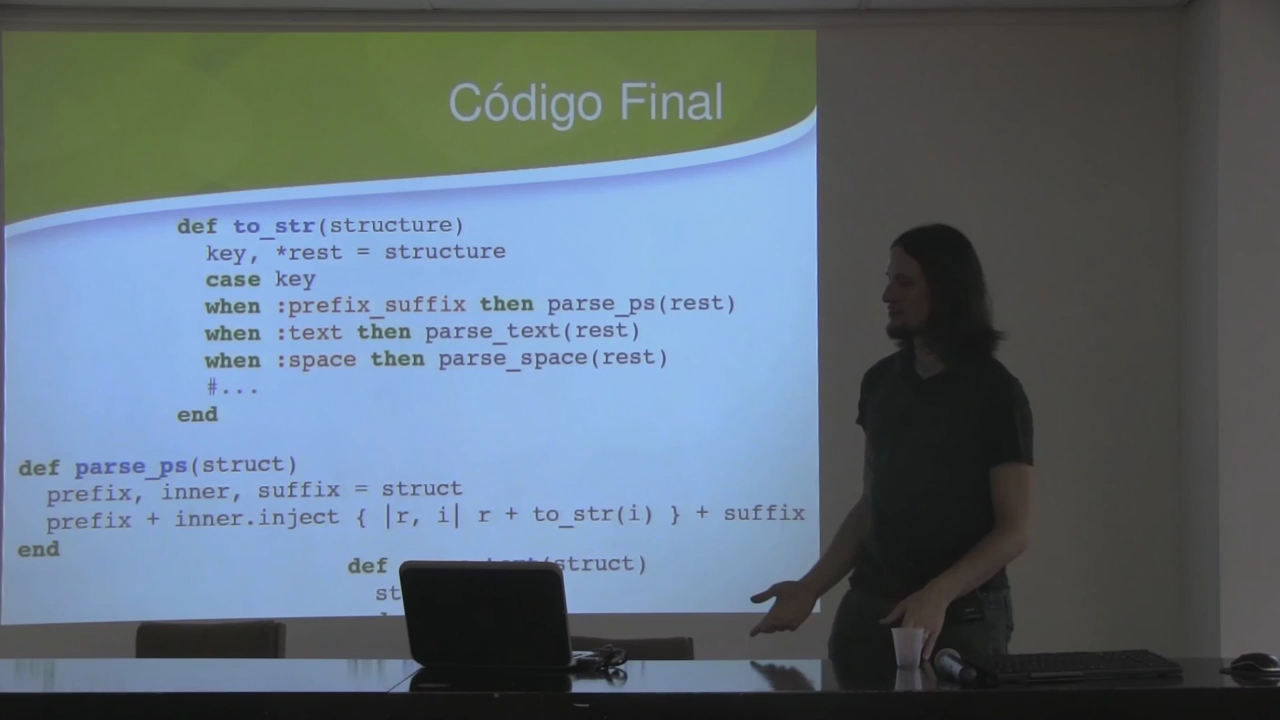 Código Final
def to_str(structure)
key, *rest = structure
case key
when :prefix_suffix then parse_ps(rest)
when :text then parse_text(rest)
when :space then parse_space(rest)
#...
end
def parse_ps(struct)
prefix, inner, suffix = struct
prefix + inner.inject { |r, i| r + to_str(i) } + suffix
end
def (struct)